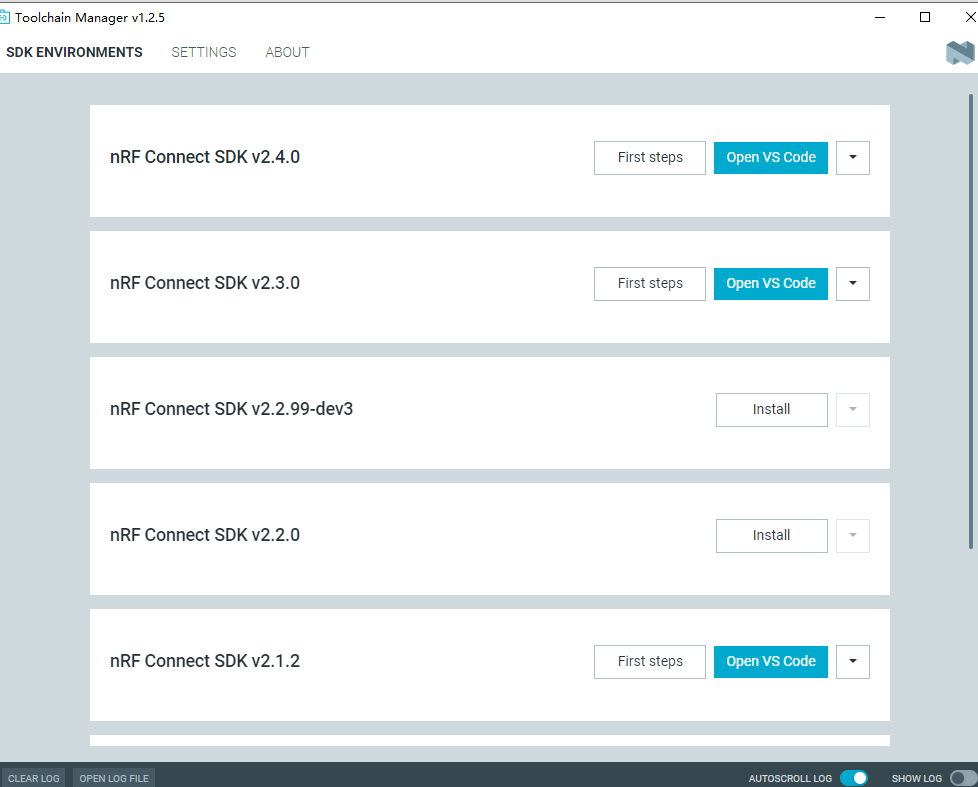 Toolchain Manager v1.2.5
SDK ENVIRONMENTS SETTINGS ABOUT
nRF Connect SDK v2.4.0 First steps Open VS Code
nRF Connect SDK v2.3.0 First steps Open VS Code
nRF Connect SDK v2.2.99-dev3 Install
nRF Connect SDK v2.2.0 Install
nRF Connect SDK v2.1.2 First steps Open VS Code
CLEAR LOG OPEN LOG FILE AUTOSCROLL LOG SHOW LOG